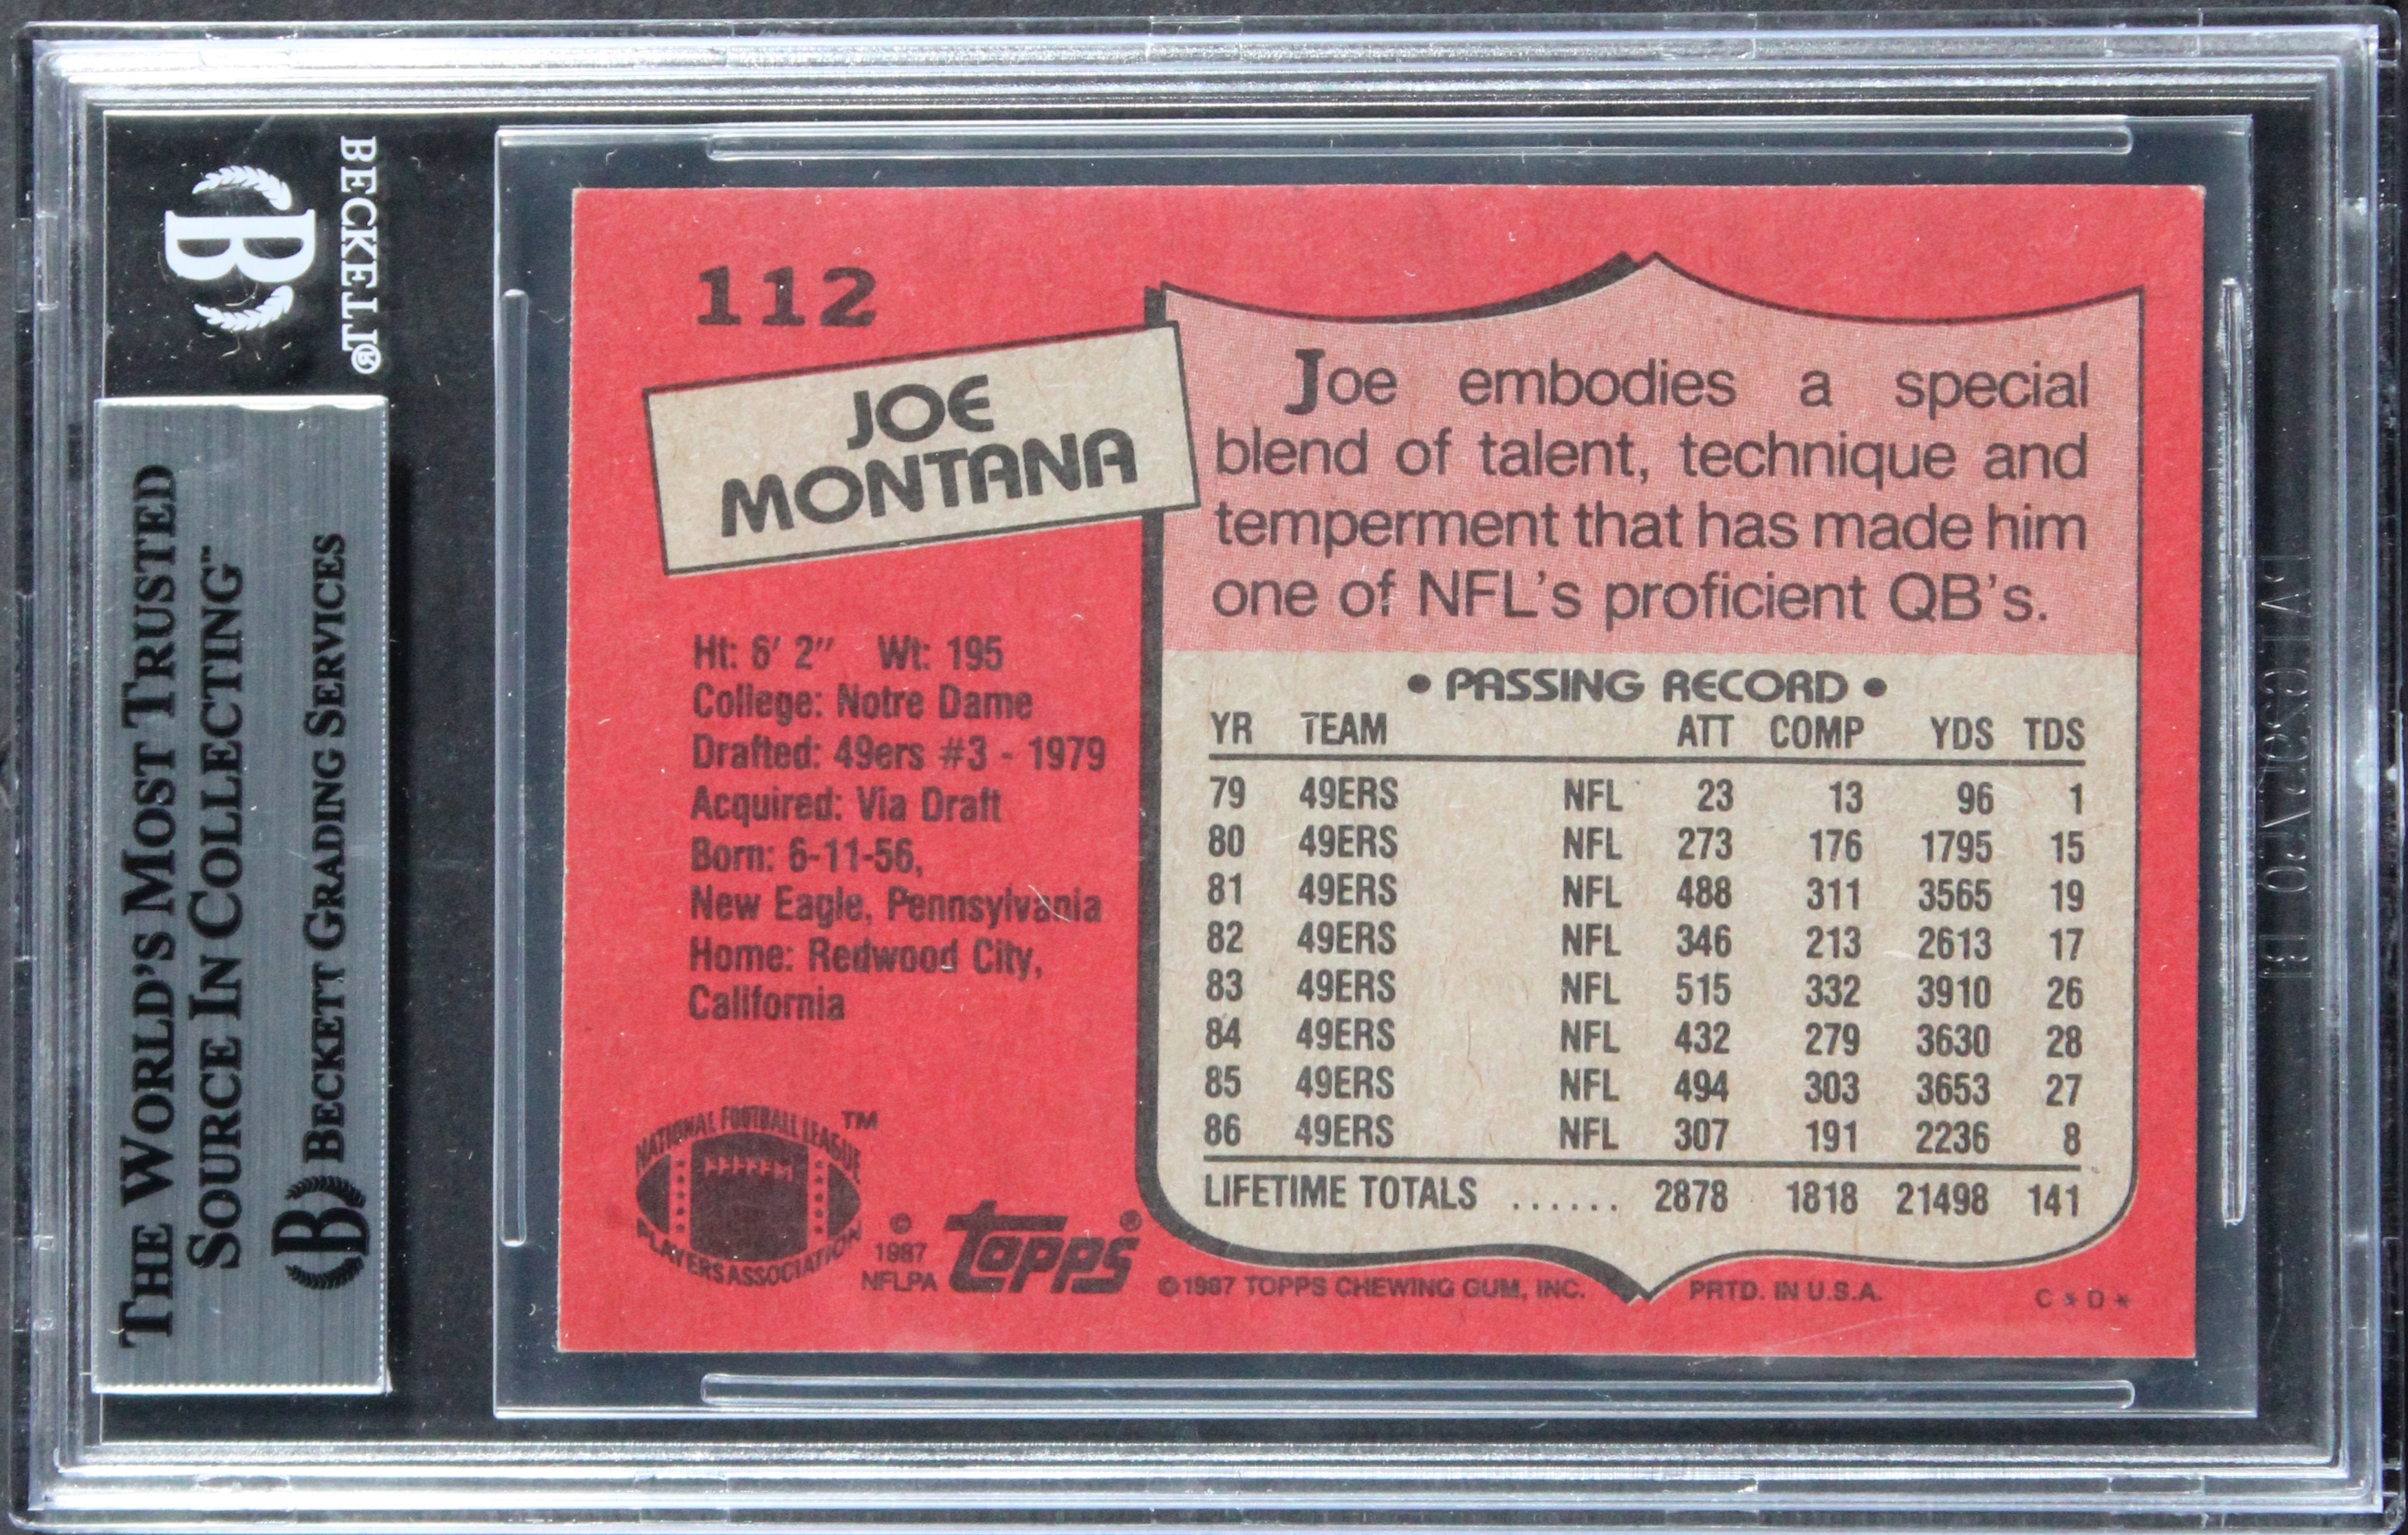 BECKETT®
B
THE WORLD'S MOST TRUSTED
SOURCE IN COLLECTING™
B BECKETT GRADING SERVICES
112
JOE
MONTANA
Ht: 6' 2" Wt: 195
College: Notre Dame
Drafted: 49ers #3 - 1979
Acquired: Via Draft
Born: 6-11-56,
New Eagle, Pennsylvania
Home: Redwood City,
California
NATIONAL FOOTBALL LEAGUE
PLAYERS ASSOCIATION
TM
©
1987
NFLPA
Topps®
Joe embodies a special
blend of talent, technique and
temperment that has made him
one of NFL's proficient QB's.
• PASSING RECORD •
YR TEAM ATT COMP YDS TDS
79 49ERS NFL 23 13 96 1
80 49ERS NFL 273 176 1795 15
81 49ERS NFL 488 311 3565 19
82 49ERS NFL 346 213 2613 17
83 49ERS NFL 515 332 3910 26
84 49ERS NFL 432 279 3630 28
85 49ERS NFL 494 303 3653 27
86 49ERS NFL 307 191 2236 8
LIFETIME TOTALS ...... 2878 1818 21498 141
©1987 TOPPS CHEWING GUM, INC. PRTD. IN U.S.A. C * D *